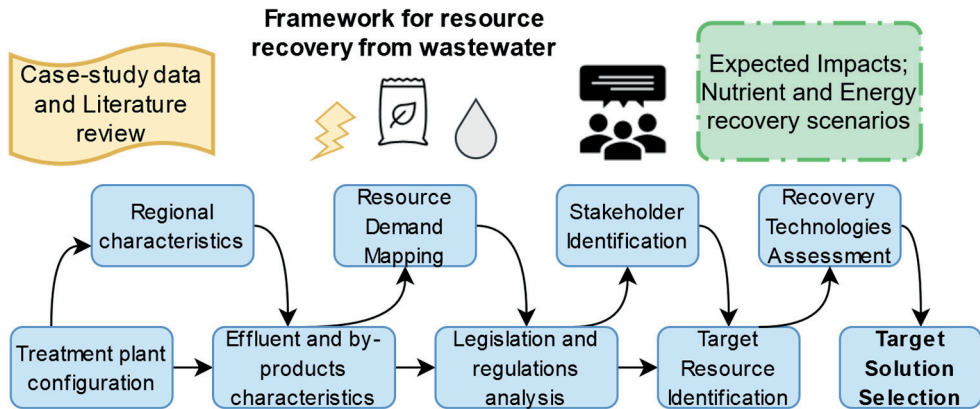 Framework for resource
recovery from wastewater
Case-study data
and Literature
review
Expected Impacts;
Nutrient and Energy
recovery scenarios
Regional
characteristics
Resource
Demand
Mapping
Stakeholder
Identification
Recovery
Technologies
Assessment
Treatment plant
configuration
Effluent and by-
products
characteristics
Legislation and
regulations
analysis
Target
Resource
Identification
Target
Solution
Selection